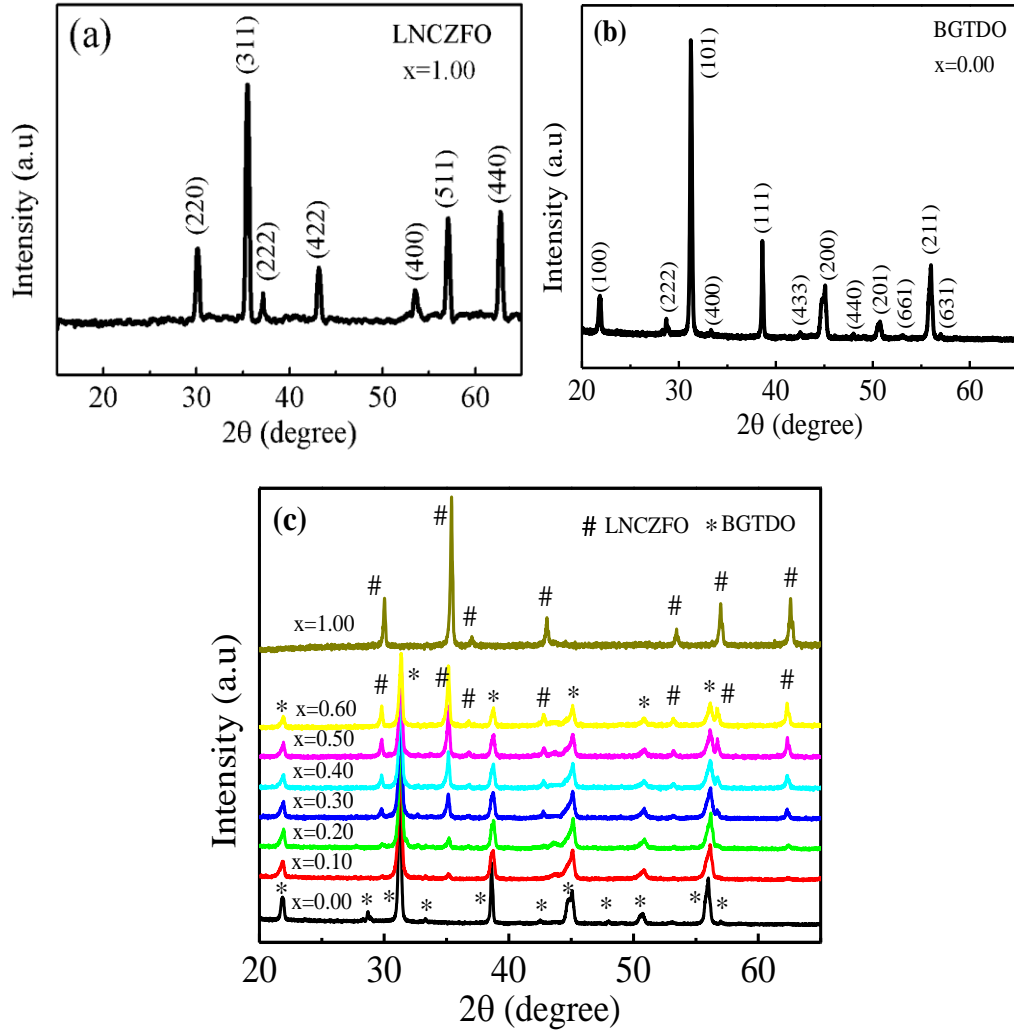 (a)
LNCZFO
x=1.00
(220)
(311)
(222)
(422)
(400)
(511)
(440)
Intensity (a.u)
20 30 40 50 60
2θ (degree)
(b)
BGTDO
x=0.00
(100)
(222)
(101)
(400)
(111)
(433)
(200)
(440)
(201)
(661)
(211)
(631)
Intensity (a.u)
20 30 40 50 60
2θ (degree)
(c)
# LNCZFO * BGTDO
# # # # # # #
x=1.00
* # * # # * # * * # * # #
x=0.60
x=0.50
x=0.40
x=0.30
x=0.20
x=0.10
x=0.00
* * * * * * * * * * *
Intensity (a.u)
20 30 40 50 60
2θ (degree)